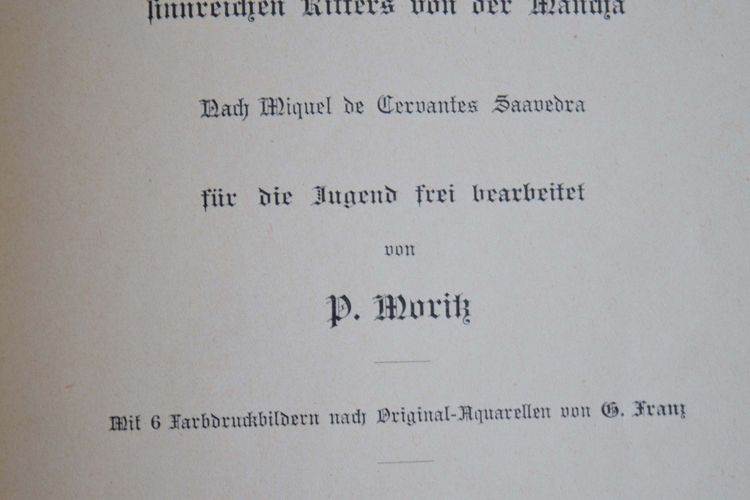 sinnreichen Ritters von der Mancha
Nach Miquel de Cervantes Saavedra
für die Jugend frei bearbeitet
von
P. Moritz
Mit 6 Farbdruckbildern nach Original-Aquarellen von G. Franz